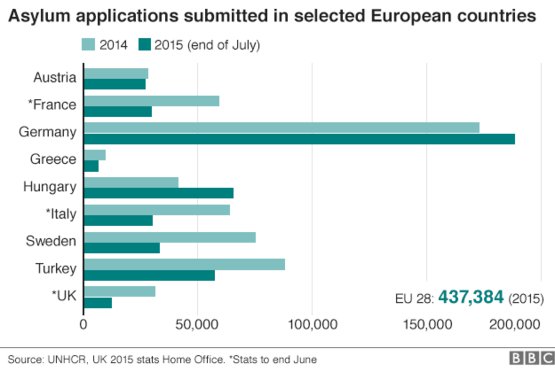 Asylum applications submitted in selected European countries
2014 2015 (end of July)
Austria
*France
Germany
Greece
Hungary
*Italy
Sweden
Turkey
*UK
EU 28: 437,384 (2015)
0 50,000 100,000 150,000 200,000
Source: UNHCR, UK 2015 stats Home Office. *Stats to end June
BBC